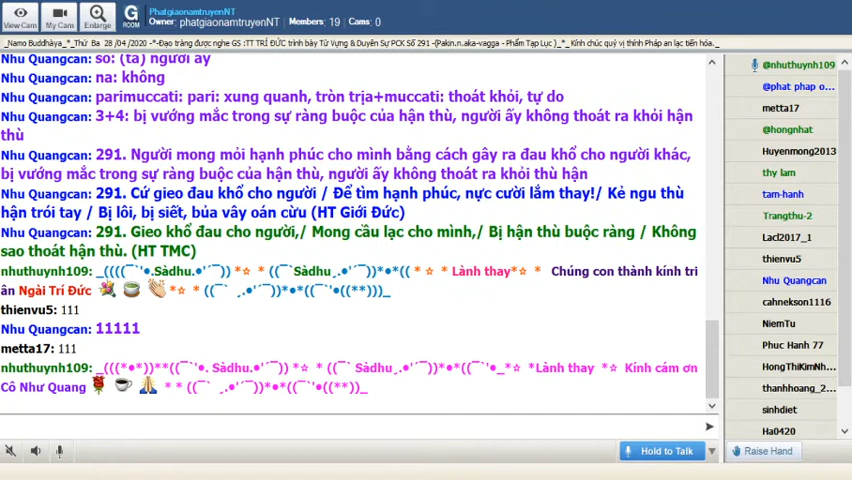 PhatgiaonamtruyenNT
Owner: phatgiaonamtruyenNT Members: 19 Cams: 0
View Cam My Cam Enlarge G ROOM
_Namo Buddhàya_*_Thứ Ba 28 /04 /2020 -*-Đạo tràng được nghe GS :TT TRÍ ĐỨC trình bày Từ Vựng & Duyên Sự PCK Số 291 -(Pakin.n.aka-vagga - Phẩm Tạp Lục )_*_ Kính chúc quý vị thính Pháp an lạc tiến hóa._
Nhu Quangcan: so: (ta) người ấy
Nhu Quangcan: na: không
Nhu Quangcan: parimuccati: pari: xung quanh, tròn trịa+muccati: thoát khỏi, tự do
Nhu Quangcan: 3+4: bị vướng mắc trong sự ràng buộc của hận thù, người ấy không thoát ra khỏi hận
thù
Nhu Quangcan: 291. Người mong mỏi hạnh phúc cho mình bằng cách gây ra đau khổ cho người khác,
bị vướng mắc trong sự ràng buộc của hận thù, người ấy không thoát ra khỏi thù hận
Nhu Quangcan: 291. Cứ gieo đau khổ cho người / Để tìm hạnh phúc, nực cười lắm thay!/ Kẻ ngu thù
hận trói tay / Bị lôi, bị siết, bủa vây oán cừu (HT Giới Đức)
Nhu Quangcan: 291. Gieo khổ đau cho người,/ Mong cầu lạc cho mình,/ Bị hận thù buộc ràng / Không
sao thoát hận thù. (HT TMC)
nhuthuynh109: _((((¯`'•.Sàdhu.•'´¯)) *☆ * ((¯`Sàdhu¸.•'´¯))*•*(( * ☆ * Lành thay*☆ * Chúng con thành kính tri
ân Ngài Trí Đức *☆ * ((¯` ¸.•'´¯))*•*((¯`'•((**)))_
thienvu5: 111
Nhu Quangcan: 11111
metta17: 111
nhuthuynh109: _(((*•*))**((¯`'•. Sàdhu.•'´¯)) *☆ * ((¯` Sàdhu¸.•'´¯))*•*((¯`'•_*☆ *Lành thay *☆ Kính cám ơn
Cô Như Quang * * ((¯` ¸.•'´¯))*•*((¯`'•((**))_
@nhuthuynh109
@phat phap o...
metta17
@hongnhat
Huyenmong2013
thy lam
tam-hanh
Trangthu-2
Lacl2017_1
thienvu5
Nhu Quangcan
cahnekson1116
NiemTu
Phuc Hanh 77
HongThiKimNh...
thanhhoang_2...
sinhdiet
Ha0420
Hold to Talk
Raise Hand